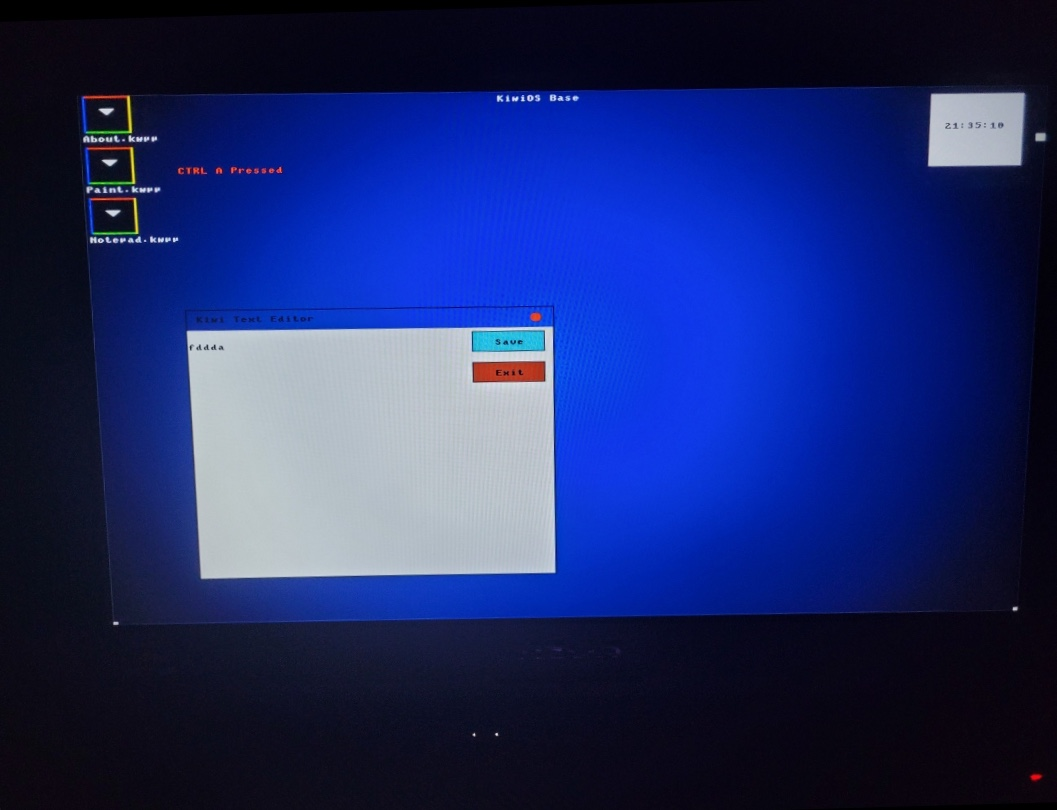 KiwiOS Base
21:35:10
About.kwpp
CTRL A Pressed
Paint.kwpp
Notepad.kwpp
Kiwi Text Editor
Save
fddda
Exit